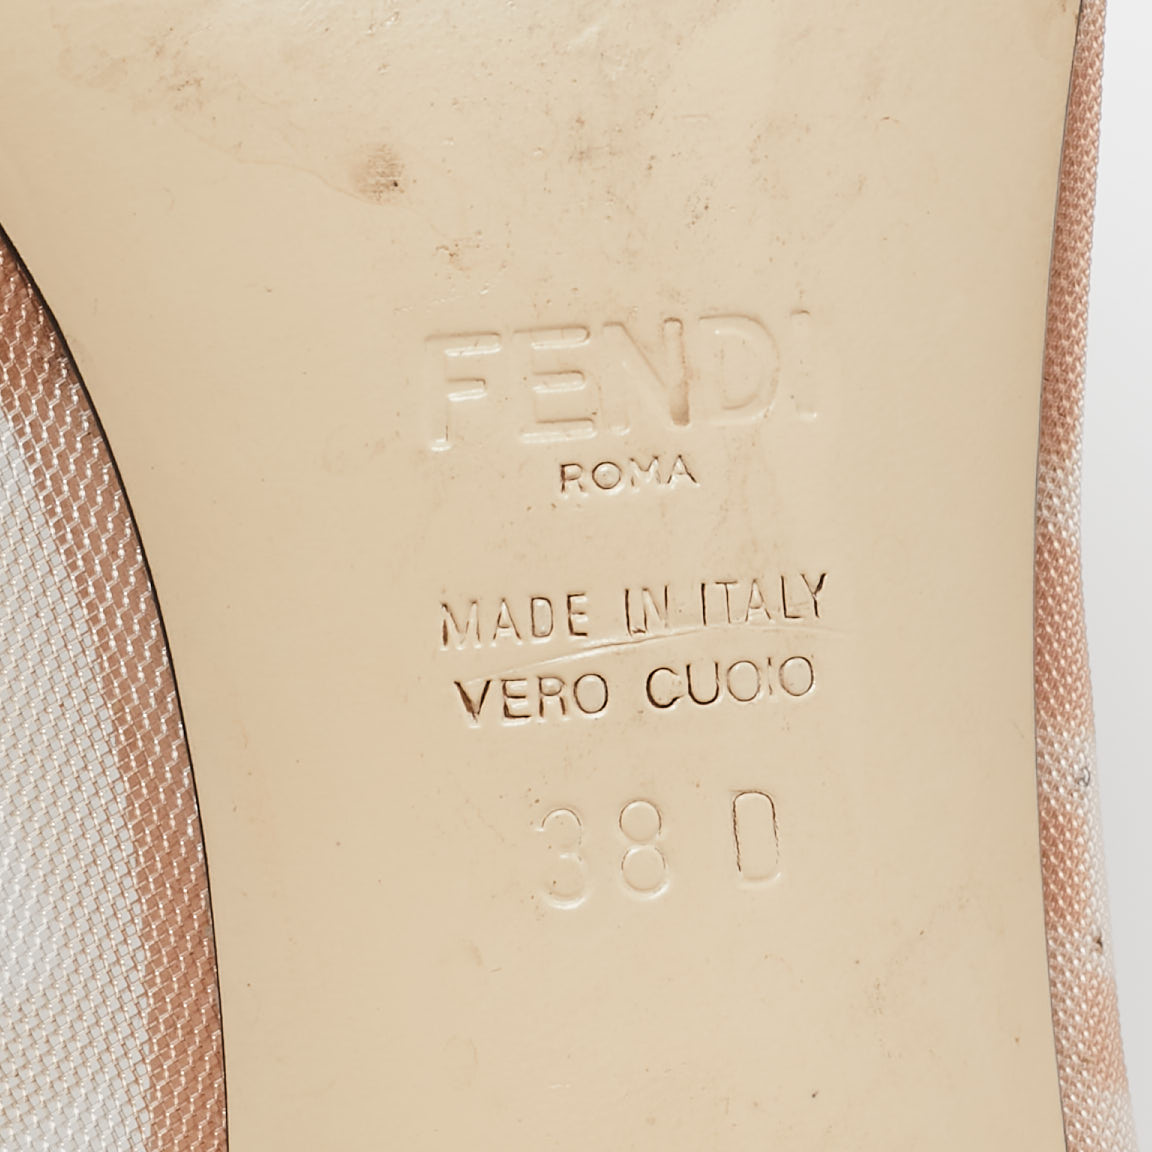 FENDI
ROMA
MADE IN ITALY
VERO CUOIO
38 D